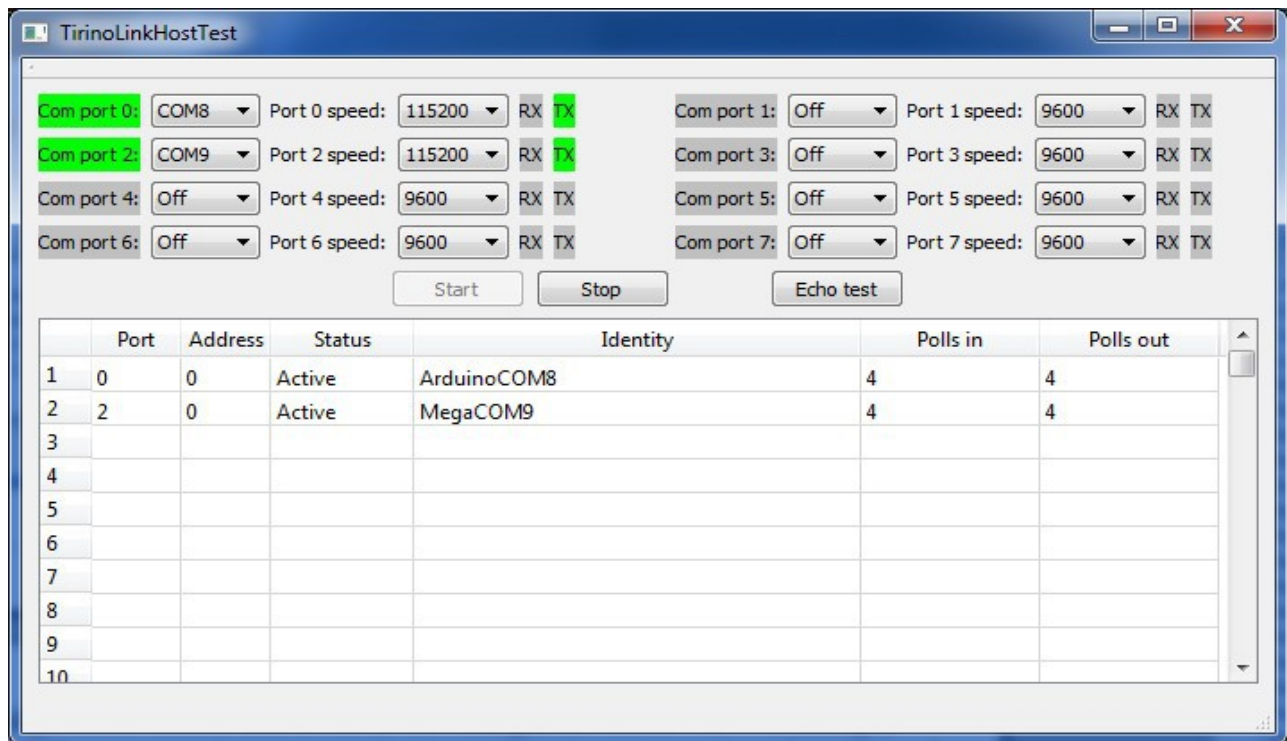 TirinoLinkHostTest
Com port 0: COM8 Port 0 speed: 115200 RX TX Com port 1: Off Port 1 speed: 9600 RX TX
Com port 2: COM9 Port 2 speed: 115200 RX TX Com port 3: Off Port 3 speed: 9600 RX TX
Com port 4: Off Port 4 speed: 9600 RX TX Com port 5: Off Port 5 speed: 9600 RX TX
Com port 6: Off Port 6 speed: 9600 RX TX Com port 7: Off Port 7 speed: 9600 RX TX
Start Stop Echo test
Port Address Status Identity Polls in Polls out
1 0 0 Active ArduinoCOM8 4 4
2 2 0 Active MegaCOM9 4 4
3
4
5
6
7
8
9
10